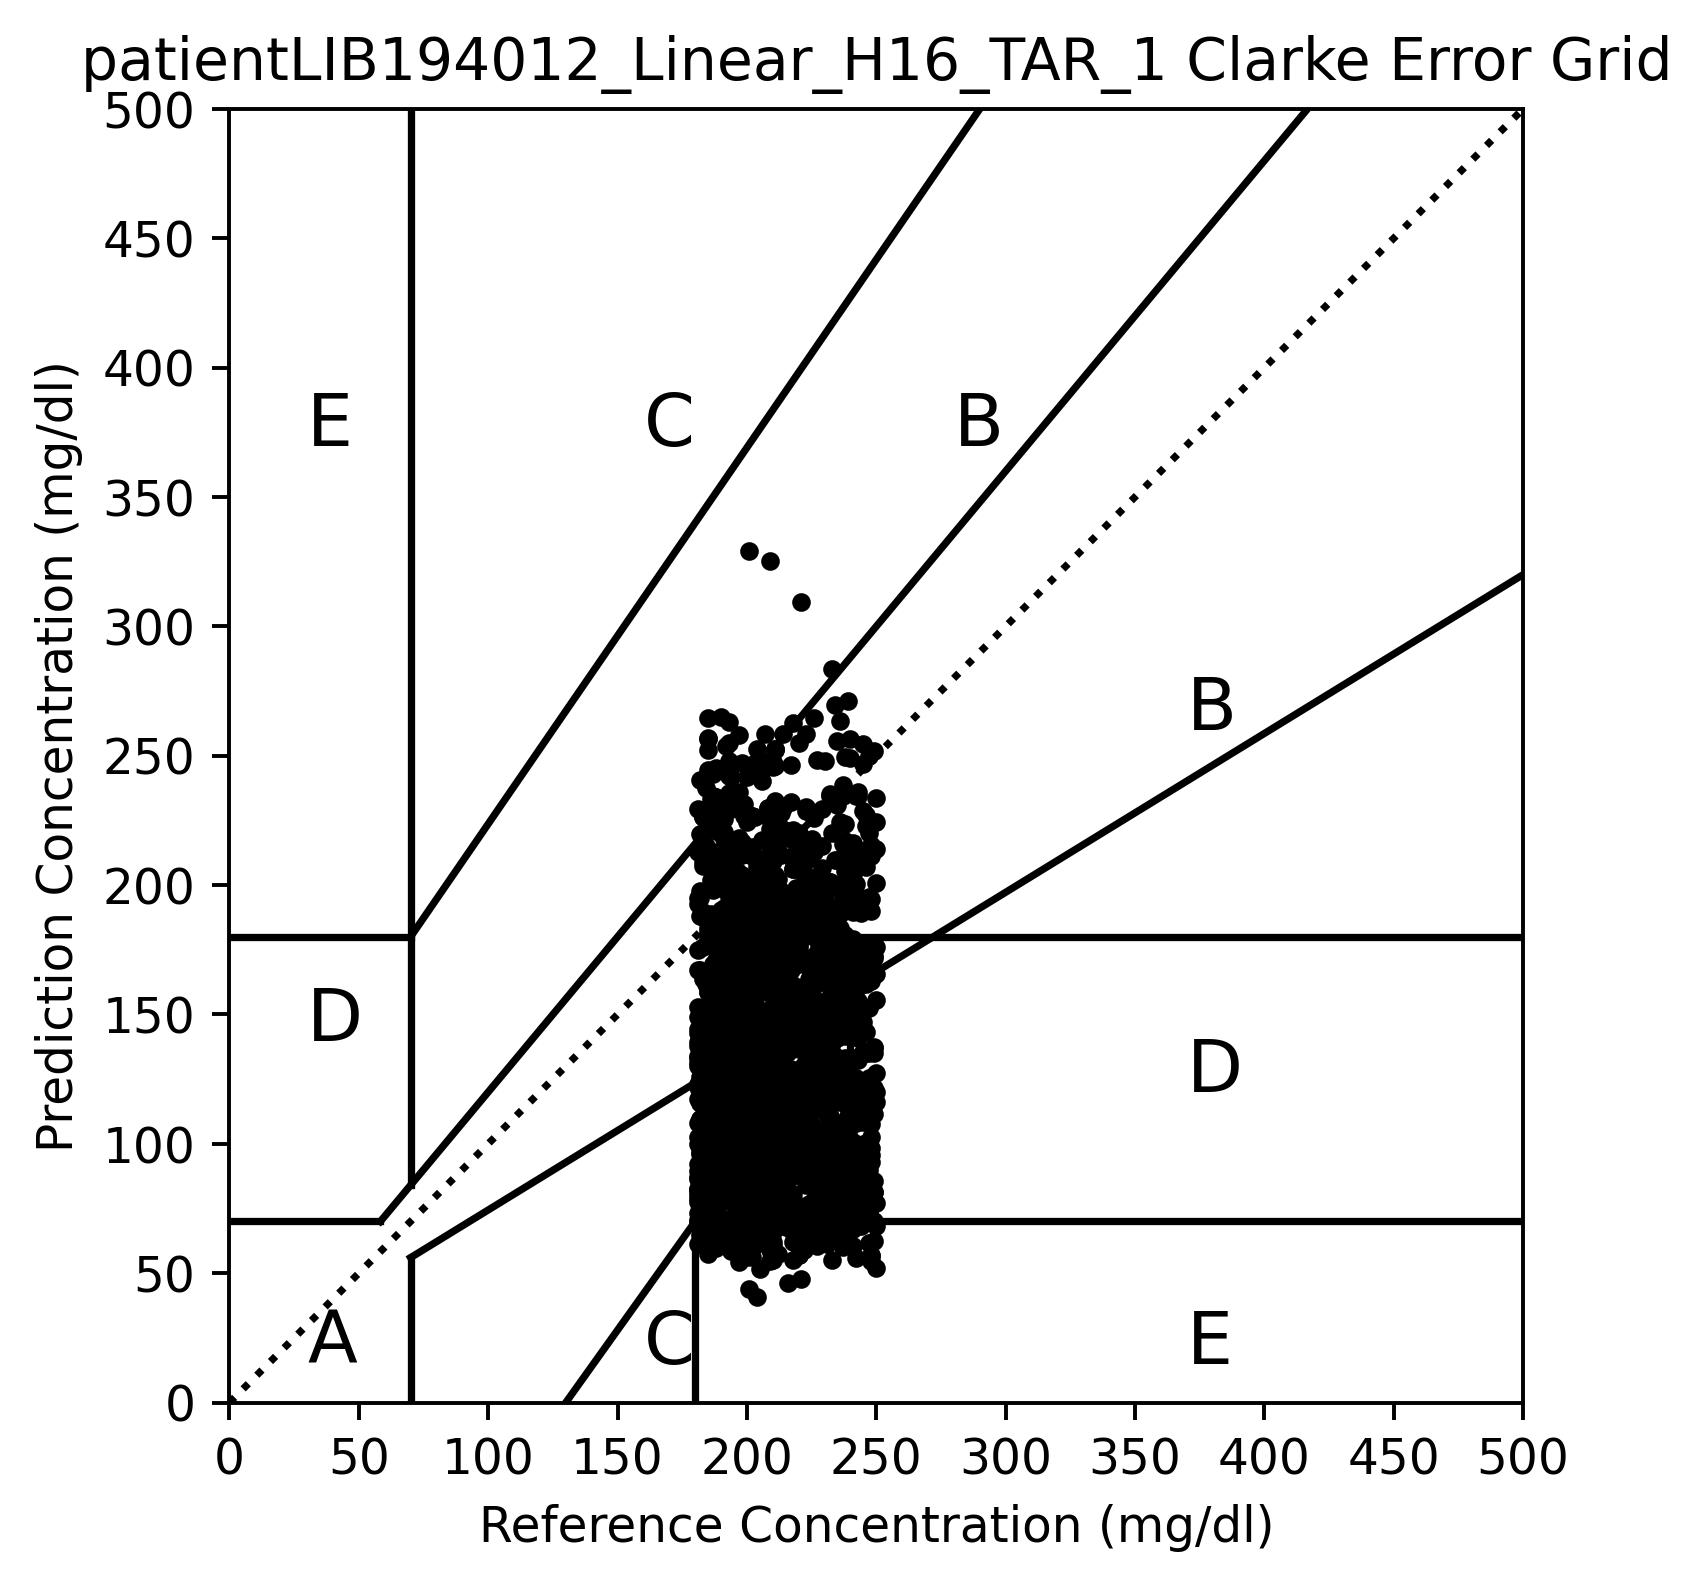 patientLIB194012_Linear_H16_TAR_1 Clarke Error Grid
500
450
400
350
300
250
200
150
100
50
0
Prediction Concentration (mg/dl)
E
C
B
B
D
D
A
C
E
0 50 100 150 200 250 300 350 400 450 500
Reference Concentration (mg/dl)